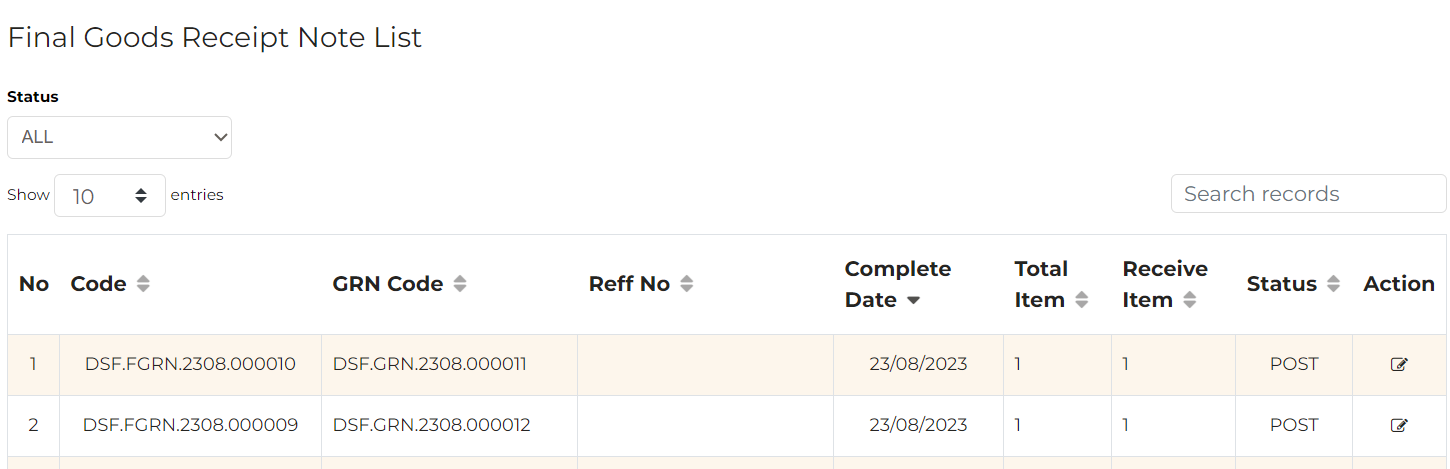 Final Goods Receipt Note List
Status
ALL
Show 10 entries
Search records
No Code GRN Code Reff No Complete Date Total Item Receive Item Status Action
1 DSF.FGRN.2308.000010 DSF.GRN.2308.000011 23/08/2023 1 1 POST
2 DSF.FGRN.2308.000009 DSF.GRN.2308.000012 23/08/2023 1 1 POST